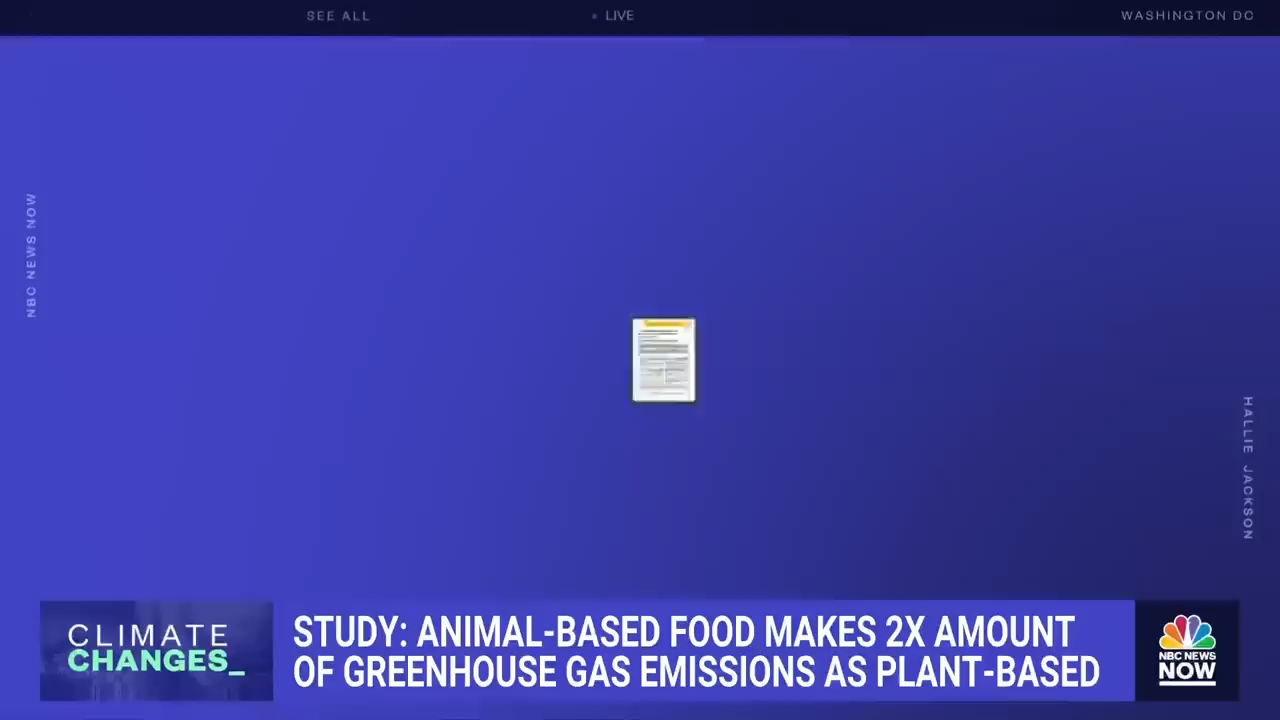 SEE ALL
LIVE
WASHINGTON DC
NBC NEWS NOW
HALLIE JACKSON
CLIMATE
CHANGES_
STUDY: ANIMAL-BASED FOOD MAKES 2X AMOUNT
OF GREENHOUSE GAS EMISSIONS AS PLANT-BASED
NBC NEWS
NOW